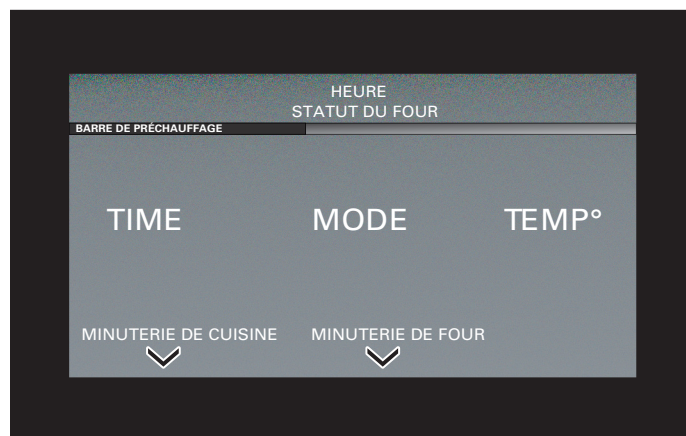 HEURE
STATUT DU FOUR
BARRE DE PRÉCHAUFFAGE
TIME MODE TEMP°
MINUTERIE DE CUISINE MINUTERIE DE FOUR